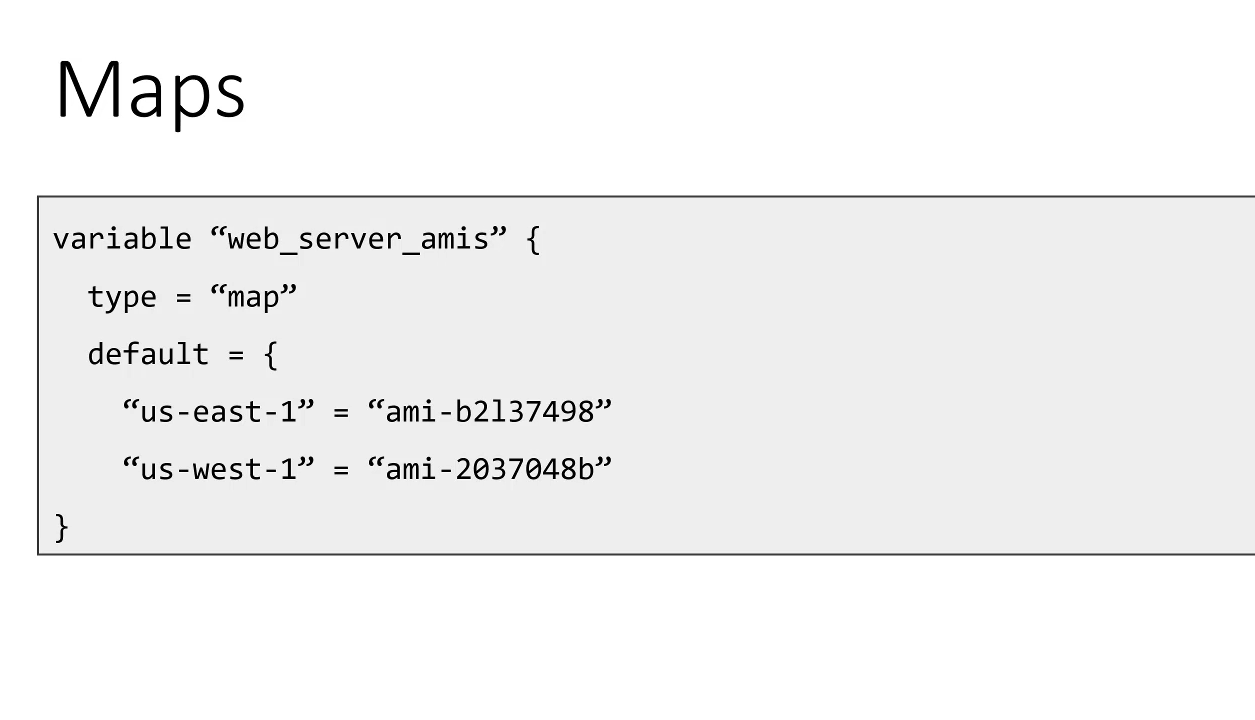 Maps
variable “web_server_amis” {
type = “map”
default = {
“us-east-1” = “ami-b2l37498”
“us-west-1” = “ami-2037048b”
}